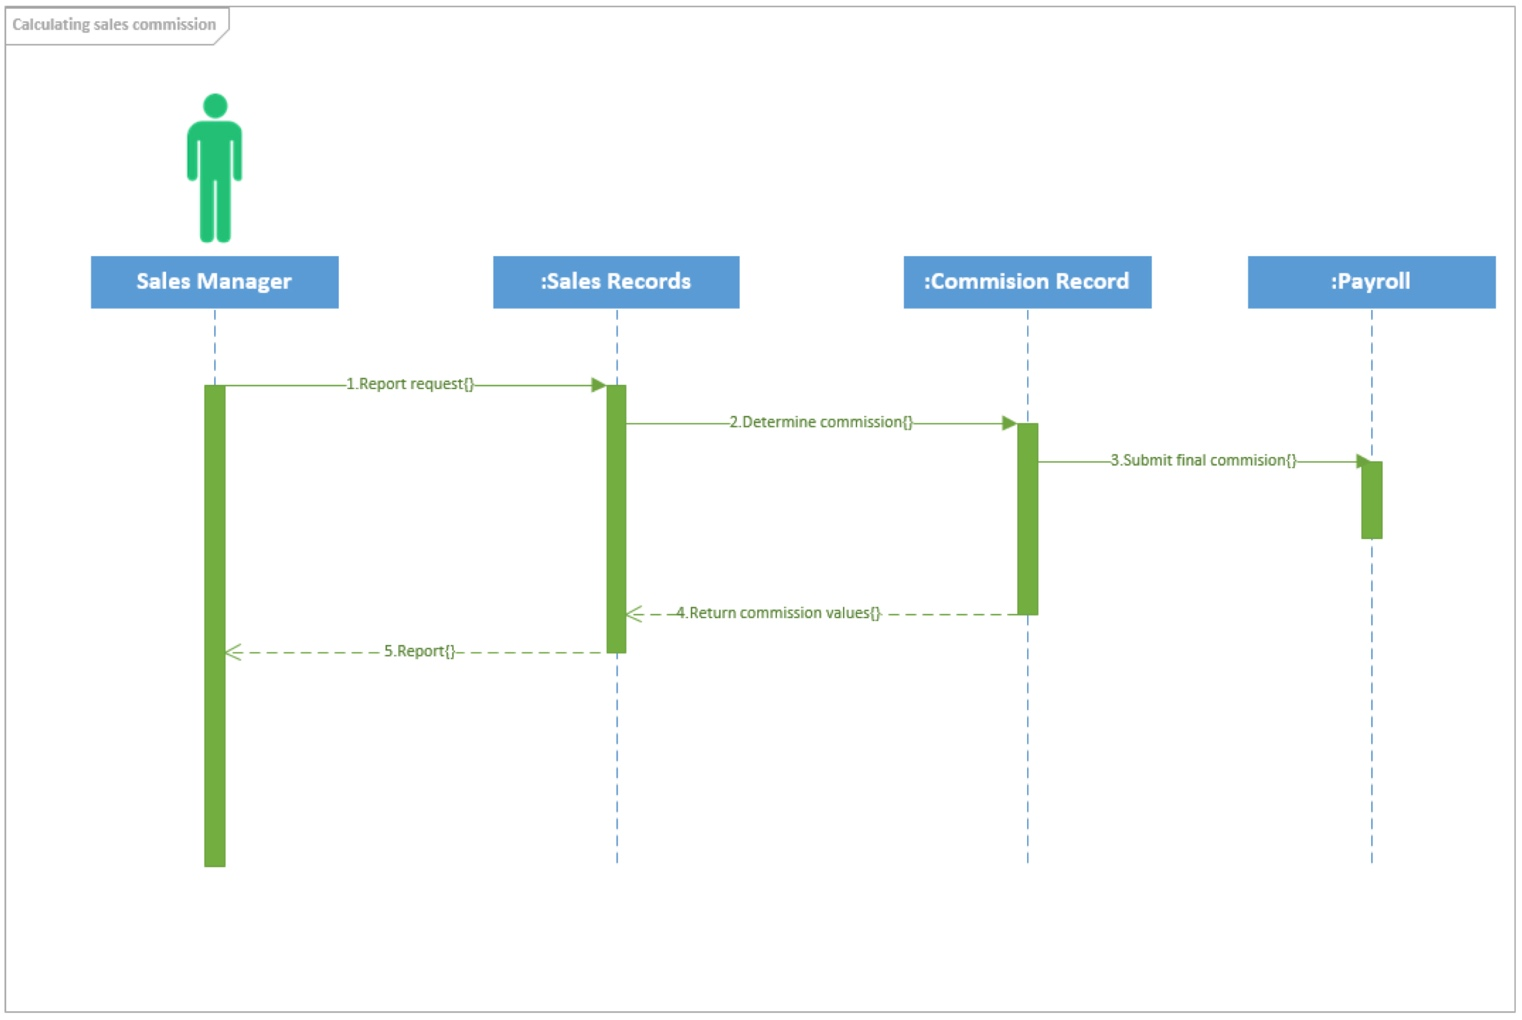 Calculating sales commission
Sales Manager
:Sales Records
:Commision Record
:Payroll
1.Report request{}
2.Determine commission{}
3.Submit final commision{}
4.Return commission values{}
5.Report{}